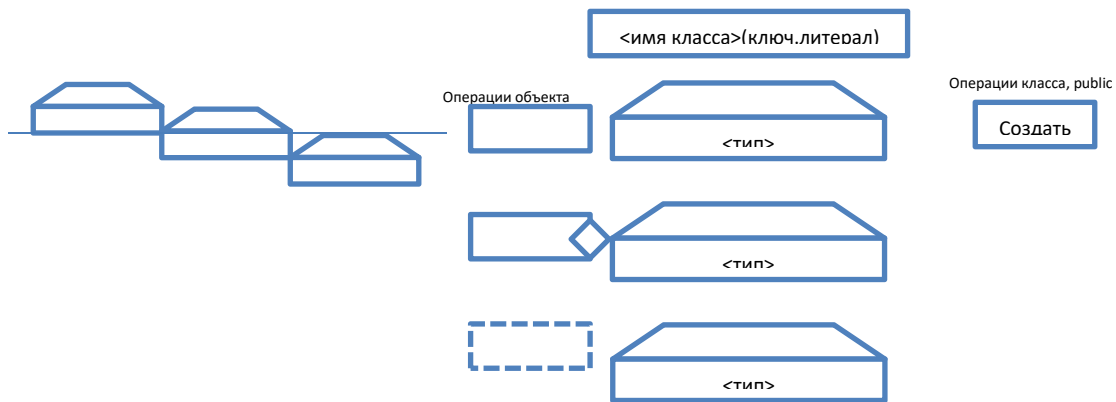 <имя класса>(ключ.литерал)
Операции объекта
Операции класса, public
<тип>
Создать
<тип>
<тип>